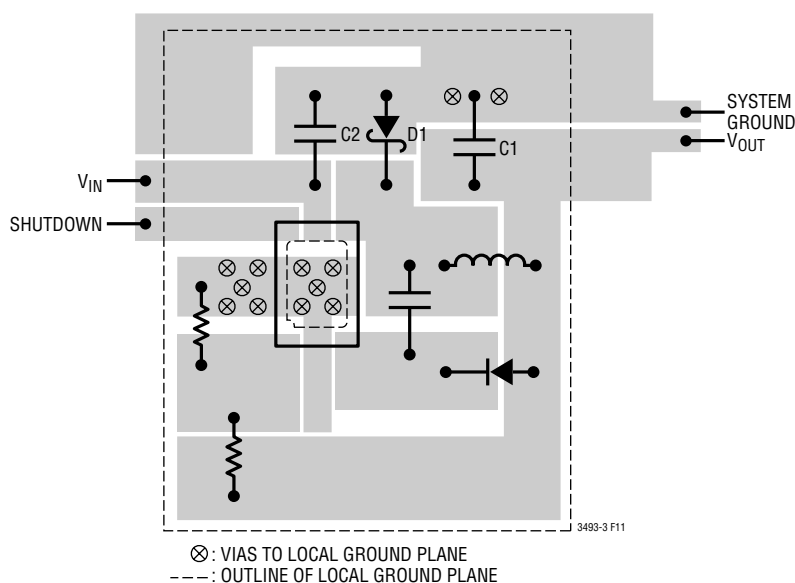 C2
D1
C1
SYSTEM
GROUND
VOUT
VIN
SHUTDOWN
3493-3 F11
⊗: VIAS TO LOCAL GROUND PLANE
---: OUTLINE OF LOCAL GROUND PLANE